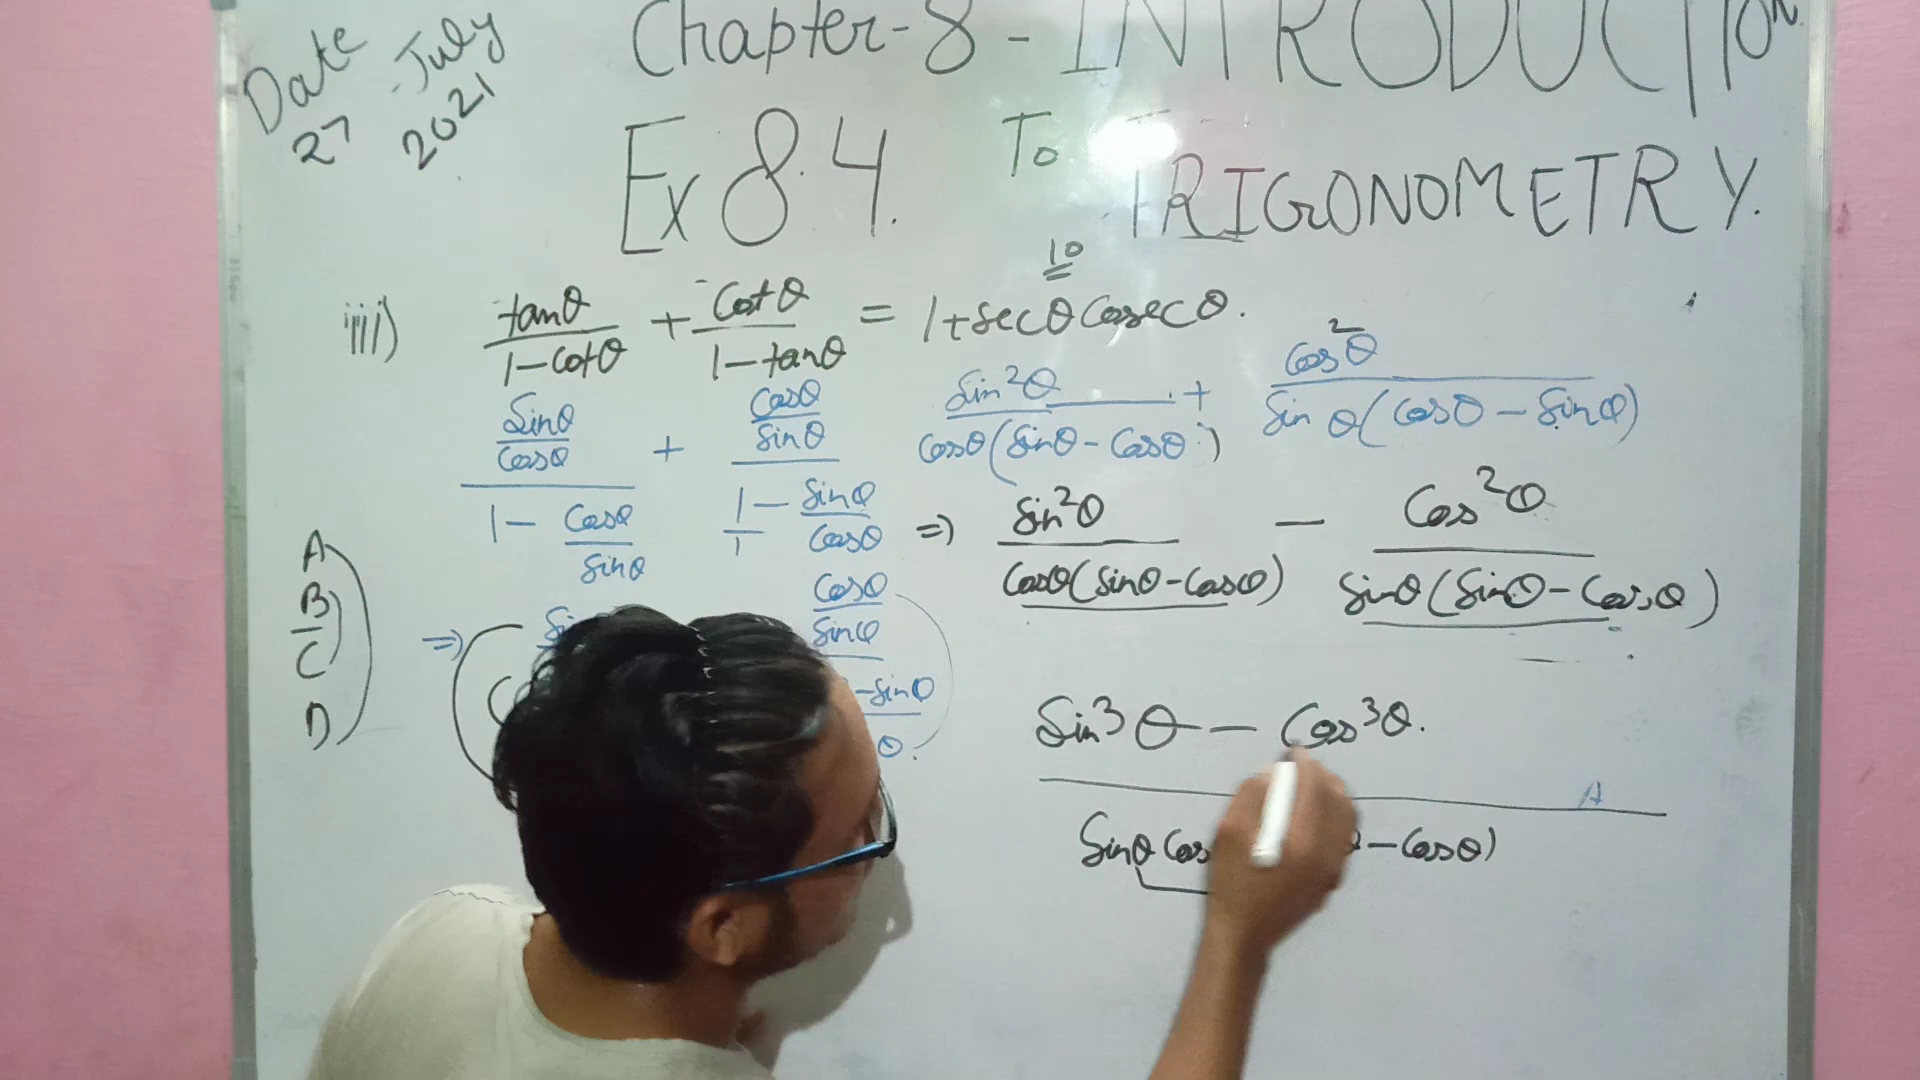 Date
27 July
2021
Chapter-8 - INTRODUCTION
Ex 8.4. To TRIGONOMETRY.
10
iii) tanθ/(1-cotθ) + cotθ/(1-tanθ) = 1+secθ cosecθ.
(sinθ/cosθ)/(1 - cosθ/sinθ) + (cosθ/sinθ)/(1 - sinθ/cosθ)
A
B
C
D
⇒
cosθ
sinθ
-sinθ
θ
sin²θ/(cosθ(sinθ-cosθ)) + cos²θ/(sinθ(cosθ-sinθ))
⇒ sin²θ/(cosθ(sinθ-cosθ)) - cos²θ/(sinθ(sinθ-cosθ))
sin³θ - cos³θ.
A
sinθ cos -cosθ)